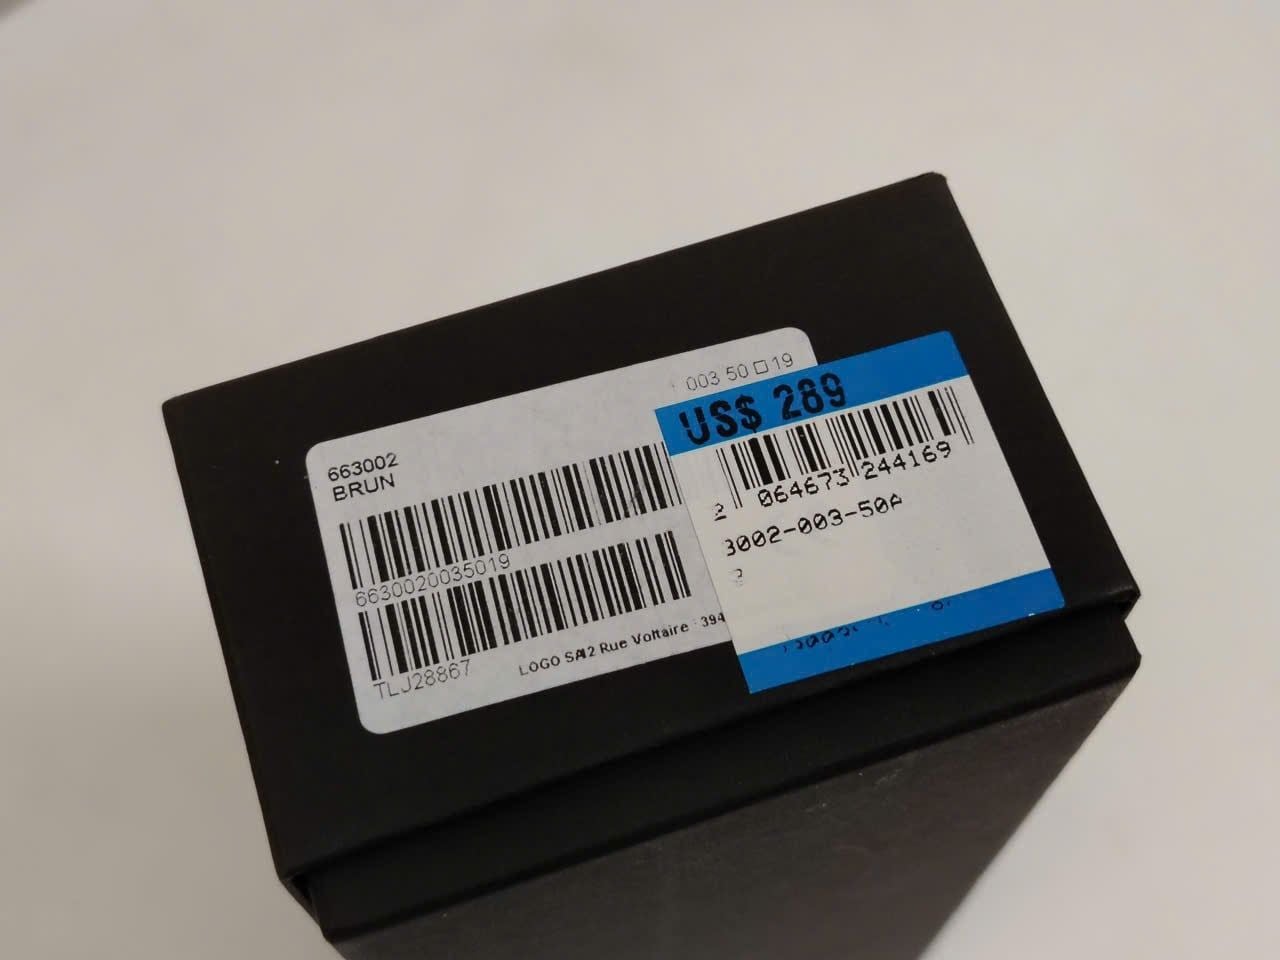 003 50 □ 19
663002
BRUN
6630020035019
TLJ28867
LOGO SA 12 Rue Voltaire 394
US$ 289
2 064673 244169
3002-003-50A